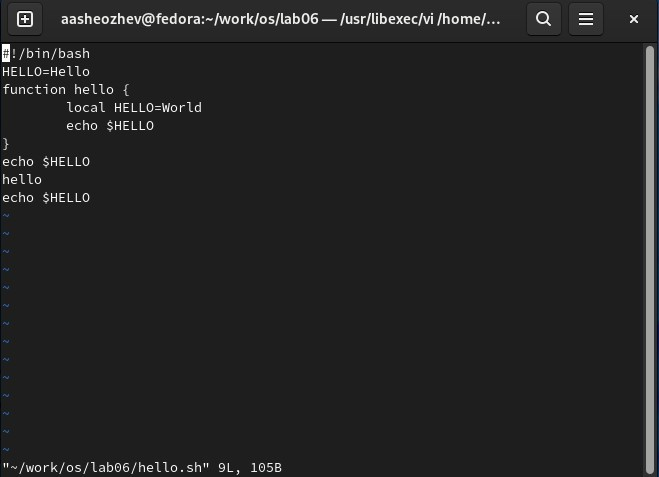 aasheozhev@fedora:~/work/os/lab06 — /usr/libexec/vi /home/…
#!/bin/bash
HELLO=Hello
function hello {
        local HELLO=World
        echo $HELLO
}
echo $HELLO
hello
echo $HELLO
~
~
~
~
~
~
~
~
~
~
~
~
~
~
"~/work/os/lab06/hello.sh" 9L, 105B